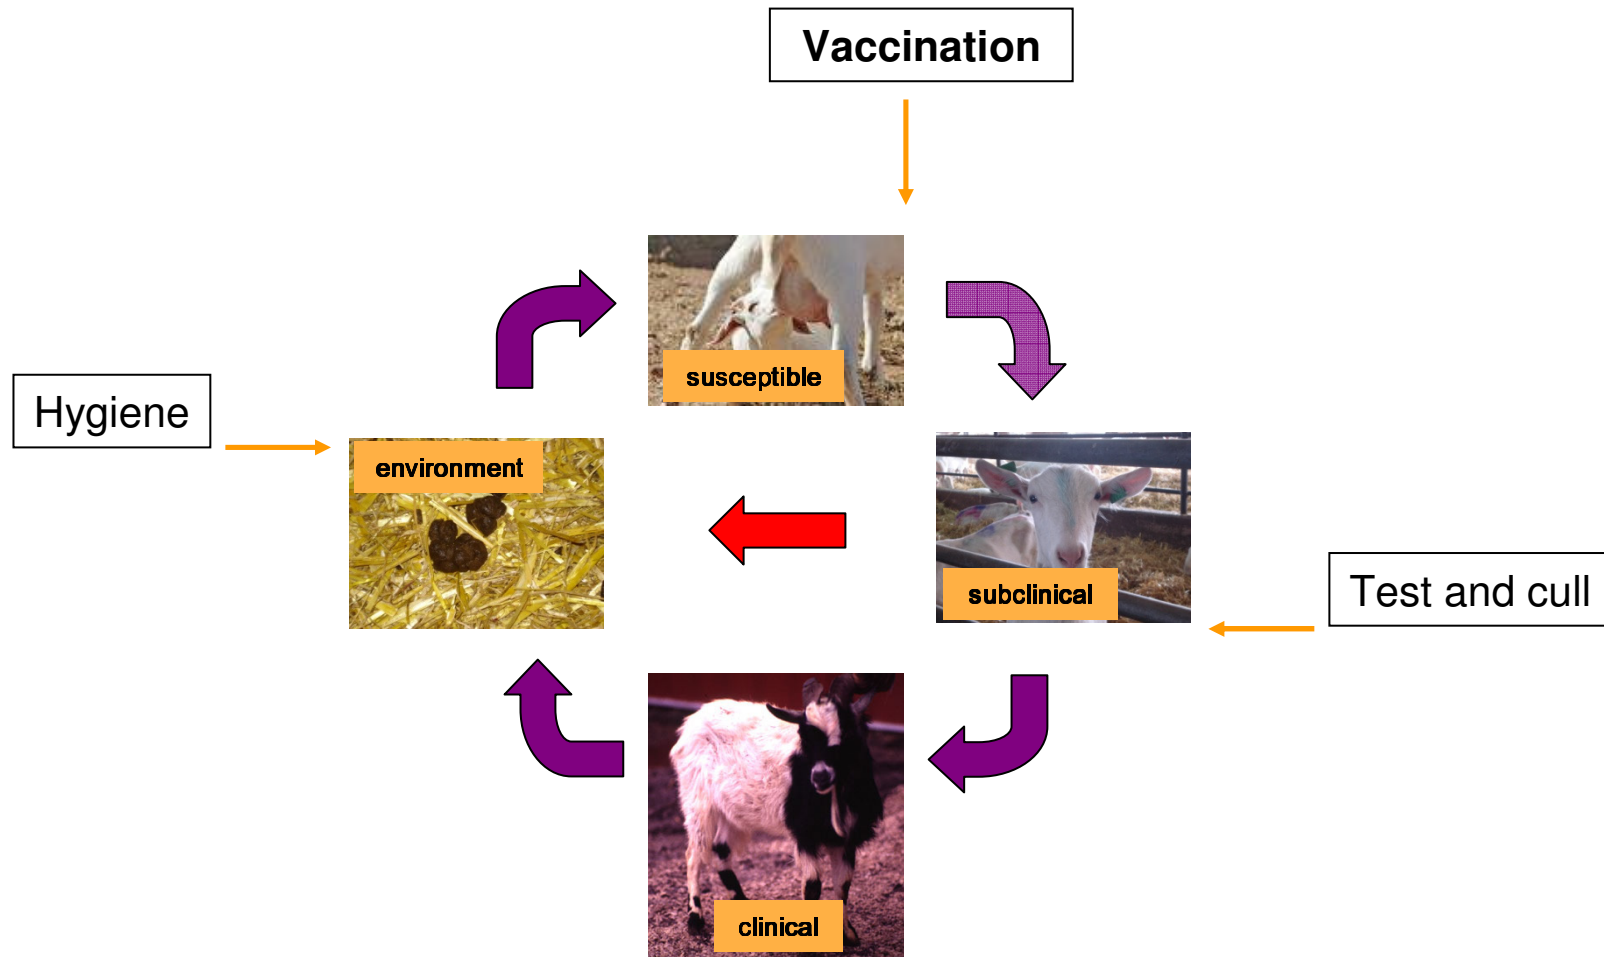 Vaccination
susceptible
Hygiene
environment
subclinical
Test and cull
clinical